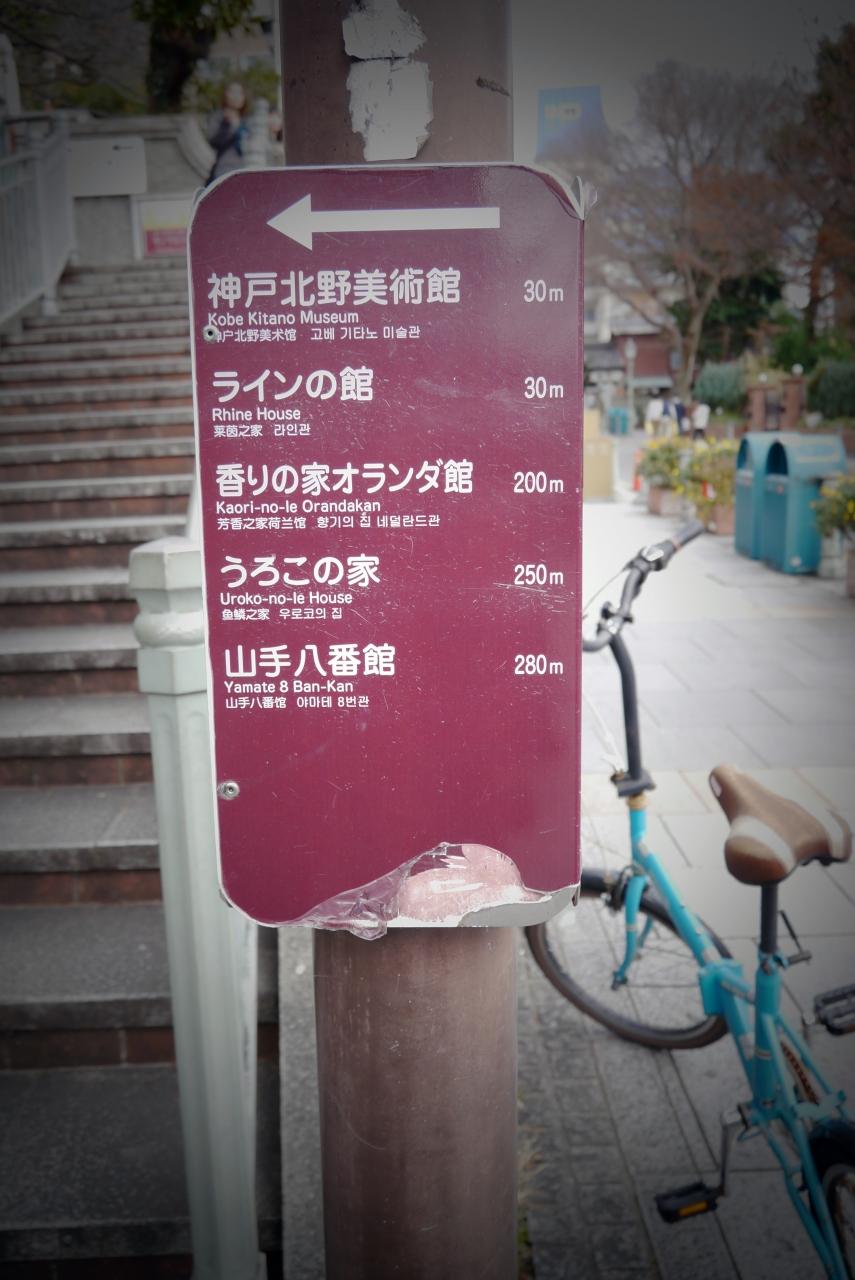 神戸北野美術館 30m
Kobe Kitano Museum
神户北野美术馆 고베 기타노 미술관
ラインの館 30m
Rhine House
莱茵之家 라인관
香りの家オランダ館 200m
Kaori-no-Ie Orandakan
芳香之家荷兰馆 향기의 집 네덜란드관
うろこの家 250m
Uroko-no-Ie House
鱼鳞之家 우로코의 집
山手八番館 280m
Yamate 8 Ban-Kan
山手八番馆 야마테 8번관